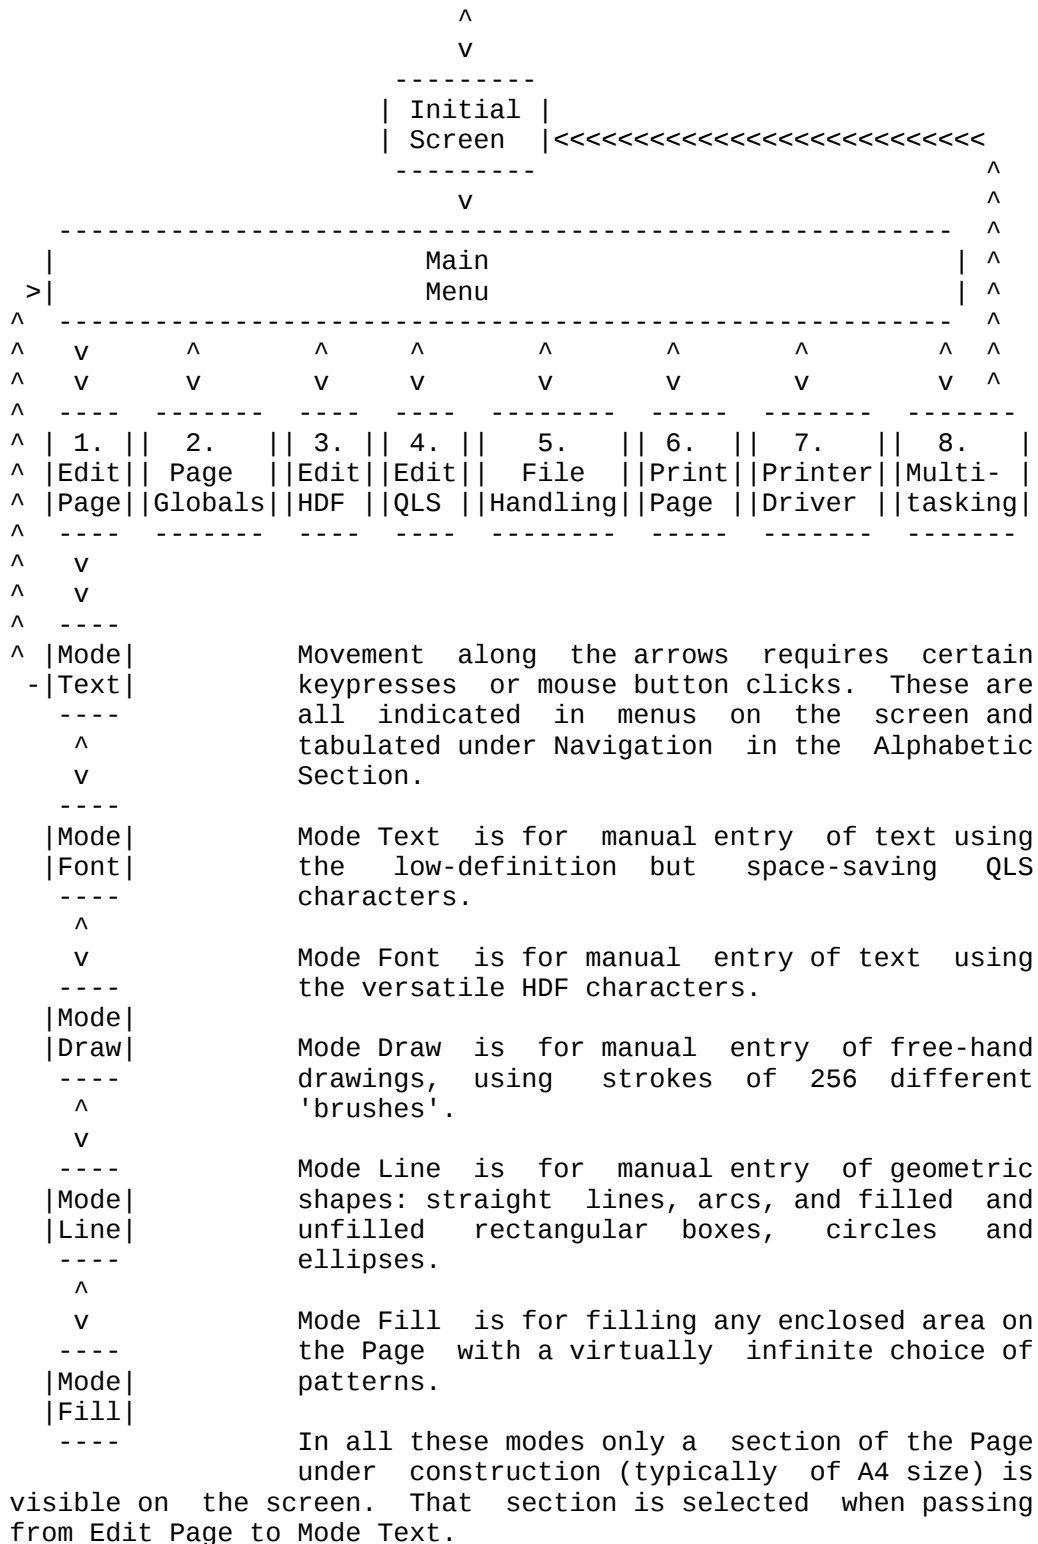 ^
                            v
                        ---------
                       | Initial |
                       | Screen  |<<<<<<<<<<<<<<<<<<<<<<<<<<<
                        ---------                            ^
                            v                                ^
   --------------------------------------------------------  ^
  |                       Main                             | ^
 >|                       Menu                             | ^
^  --------------------------------------------------------  ^
^   v      ^       ^     ^       ^       ^       ^        ^  ^
^   v      v       v     v       v       v       v        v  ^
^  ----  -------  ----  ----  --------  -----  -------  -------
^ | 1. ||  2.   || 3. || 4. ||   5.   || 6.  ||  7.   ||  8.   |
^ |Edit|| Page  ||Edit||Edit||  File  ||Print||Printer||Multi- |
^ |Page||Globals||HDF ||QLS ||Handling||Page ||Driver ||tasking|
^  ----  -------  ----  ----  --------  -----  -------  -------
^   v
^   v
^  ----
^ |Mode|          Movement  along  the arrows  requires  certain
 -|Text|          keypresses  or mouse button clicks.  These are
   ----           all  indicated  in  menus  on  the  screen and
    ^             tabulated under Navigation  in the  Alphabetic
    v             Section.
   ----
  |Mode|          Mode Text  is for  manual entry  of text using
  |Font|          the   low-definition  but   space-saving   QLS
   ----           characters.
    ^
    v             Mode Font  is for manual  entry of text  using
   ----           the versatile HDF characters.
  |Mode|
  |Draw|          Mode Draw  is  for manual  entry  of free-hand
   ----           drawings,  using   strokes  of  256  different
    ^             'brushes'.
    v
   ----           Mode Line  is  for  manual entry  of geometric
  |Mode|          shapes: straight  lines, arcs, and filled  and
  |Line|          unfilled   rectangular  boxes,   circles   and
   ----           ellipses.
    ^
    v             Mode Fill  is for filling any enclosed area on
   ----           the Page  with a virtually  infinite choice of
  |Mode|          patterns.
  |Fill|
   ----           In all these modes only a  section of the Page
                  under  construction (typically  of A4 size) is
visible on  the screen.  That  section is selected  when passing
from Edit Page to Mode Text.